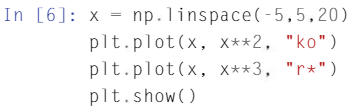 In [6]: x = np.linspace(-5,5,20)
plt.plot(x, x**2, "ko")
plt.plot(x, x**3, "r*")
plt.show()